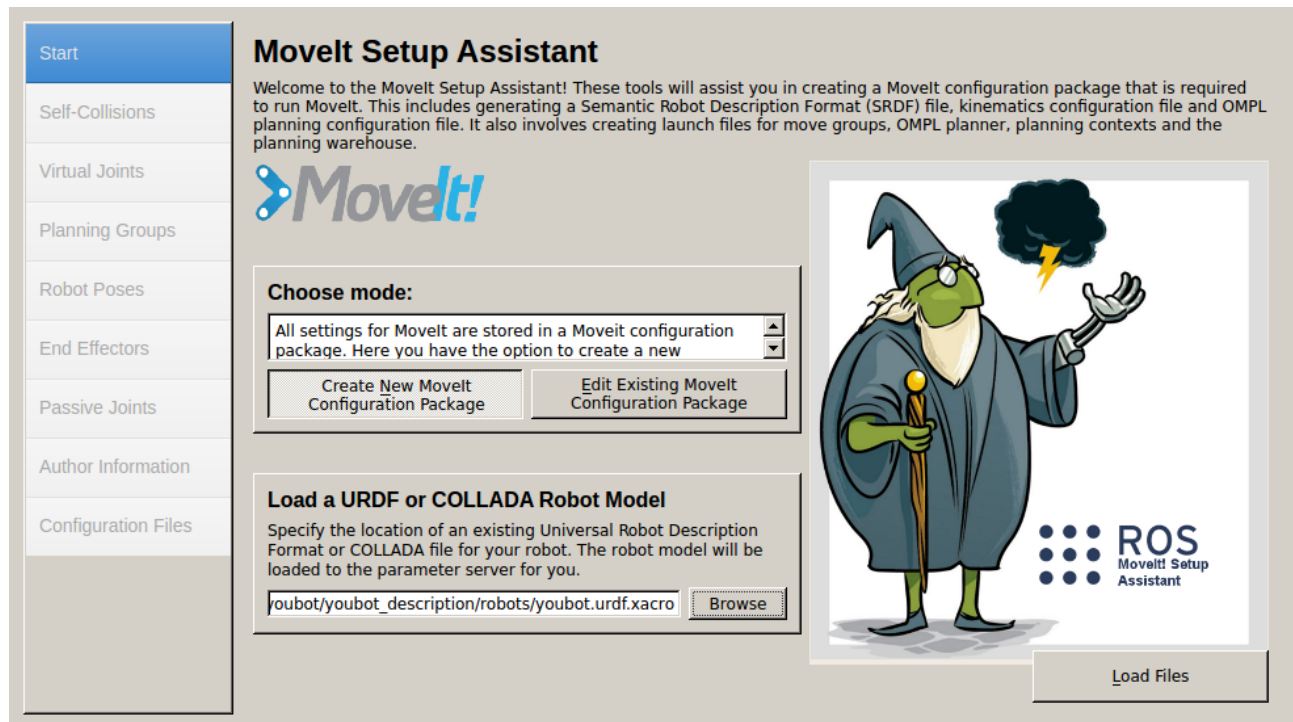 Start
Self-Collisions
Virtual Joints
Planning Groups
Robot Poses
End Effectors
Passive Joints
Author Information
Configuration Files
MoveIt Setup Assistant
Welcome to the MoveIt Setup Assistant! These tools will assist you in creating a MoveIt configuration package that is required
to run MoveIt. This includes generating a Semantic Robot Description Format (SRDF) file, kinematics configuration file and OMPL
planning configuration file. It also involves creating launch files for move groups, OMPL planner, planning contexts and the
planning warehouse.
MoveIt!
Choose mode:
All settings for MoveIt are stored in a Moveit configuration
package. Here you have the option to create a new
Create New MoveIt
Configuration Package
Edit Existing MoveIt
Configuration Package
Load a URDF or COLLADA Robot Model
Specify the location of an existing Universal Robot Description
Format or COLLADA file for your robot. The robot model will be
loaded to the parameter server for you.
youbot/youbot_description/robots/youbot.urdf.xacro
Browse
ROS
MoveIt! Setup
Assistant
Load Files